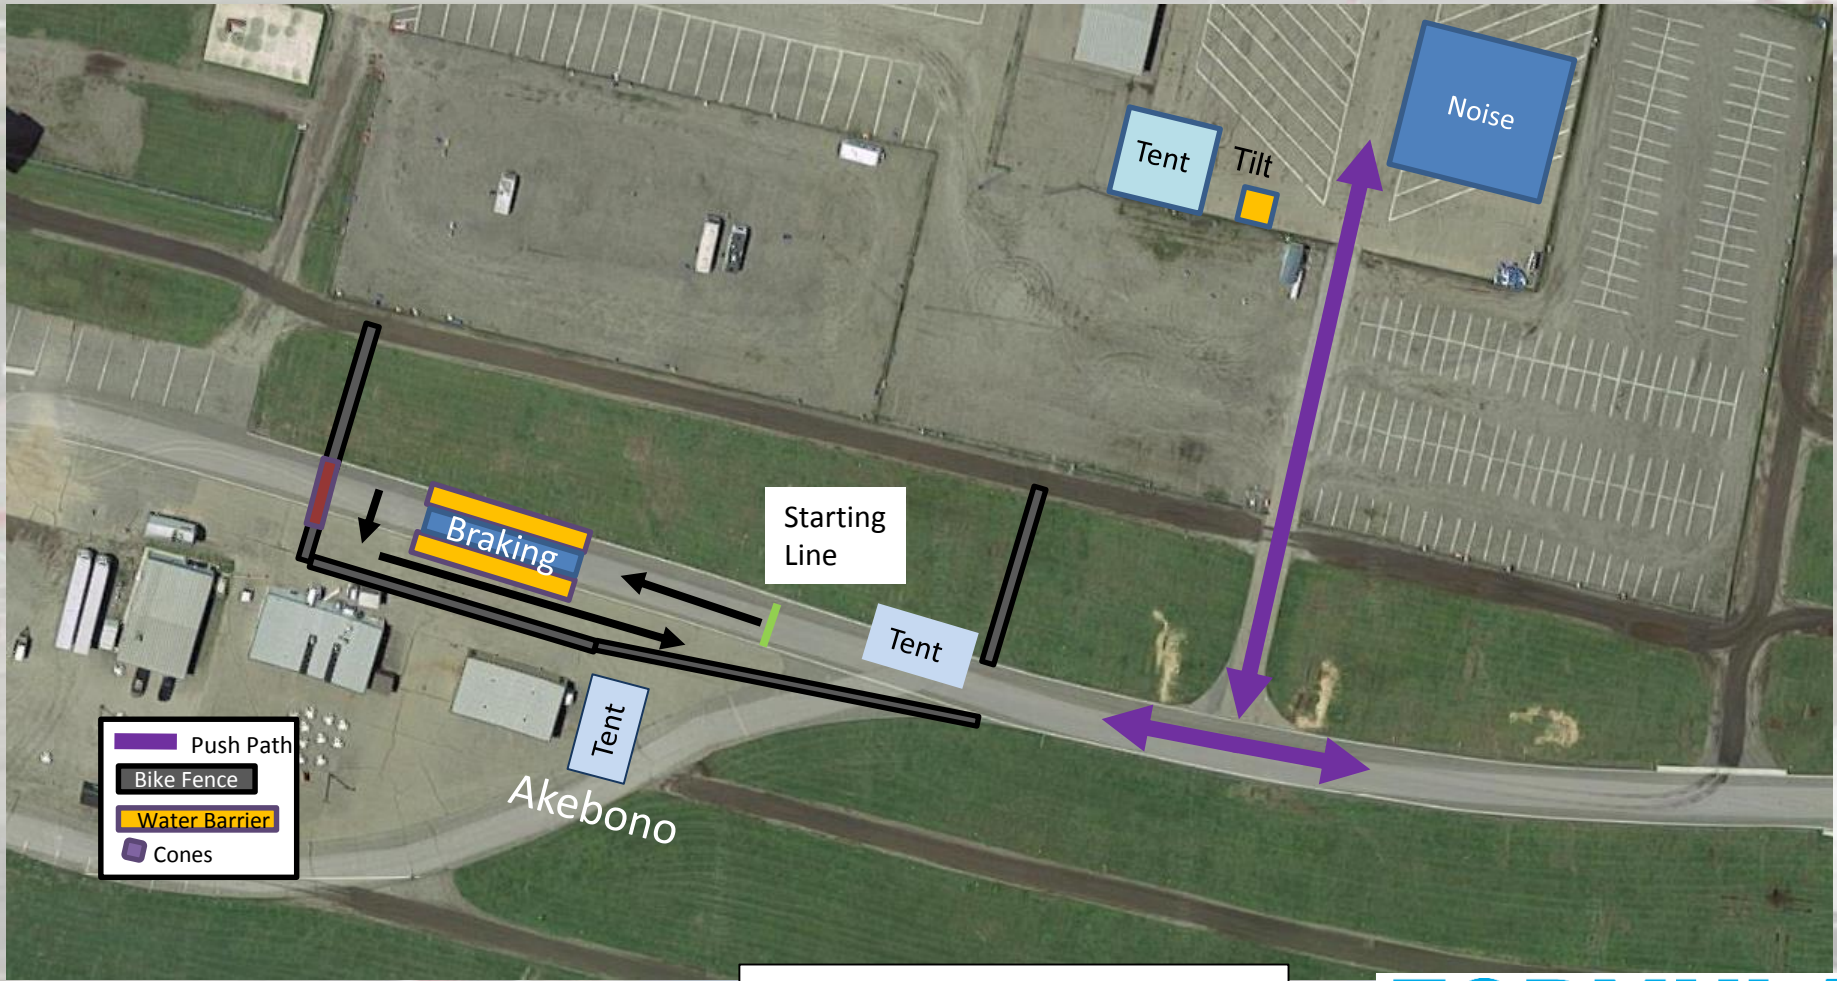 Noise
Tent
Tilt
Starting
Line
Braking
Tent
Tent
Akebono
Push Path
Bike Fence
Water Barrier
Cones